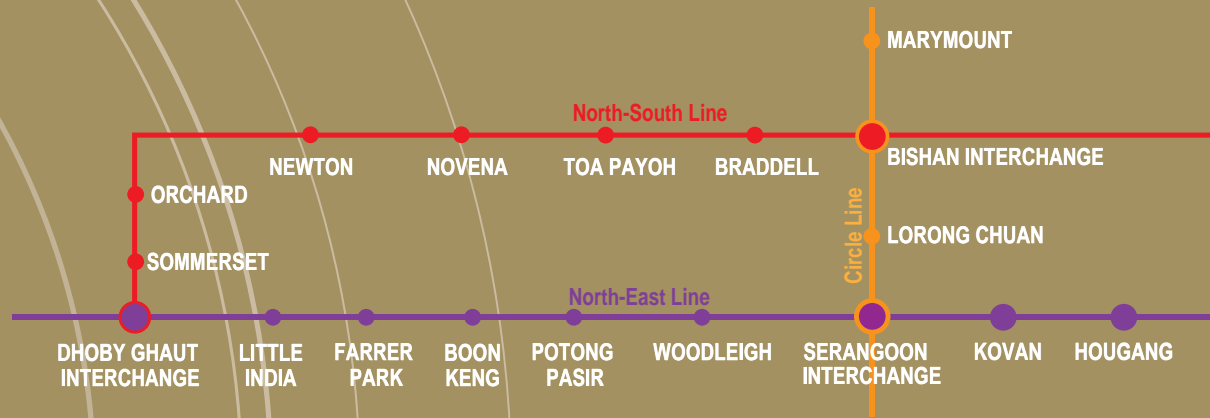 MARYMOUNT
North-South Line
NEWTON
NOVENA
TOA PAYOH
BRADDELL
BISHAN INTERCHANGE
ORCHARD
Circle Line
LORONG CHUAN
SOMMERSET
North-East Line
DHOBY GHAUT
INTERCHANGE
LITTLE
INDIA
FARRER
PARK
BOON
KENG
POTONG
PASIR
WOODLEIGH
SERANGOON
INTERCHANGE
KOVAN
HOUGANG